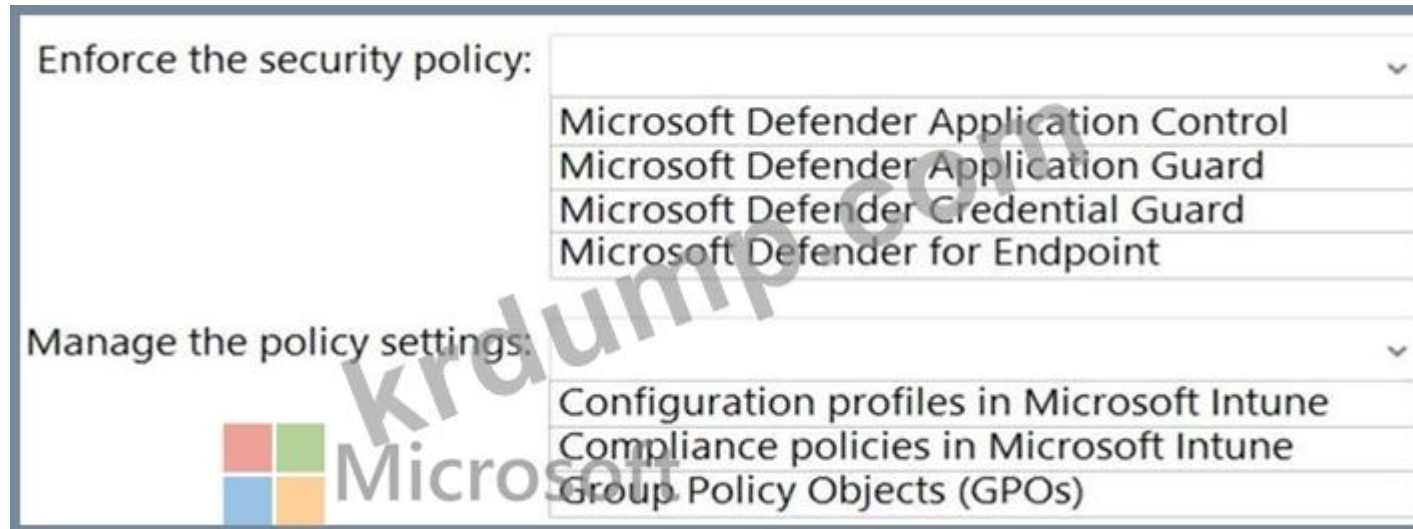 Enforce the security policy:
Microsoft Defender Application Control
Microsoft Defender Application Guard
Microsoft Defender Credential Guard
Microsoft Defender for Endpoint
Manage the policy settings:
Configuration profiles in Microsoft Intune
Compliance policies in Microsoft Intune
Group Policy Objects (GPOs)
krdump.com
Microsoft